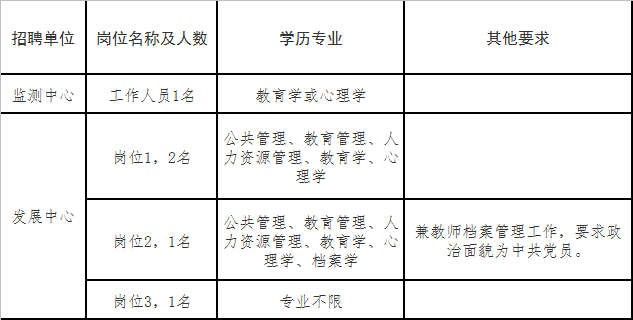 招聘单位 岗位名称及人数 学历专业 其他要求
监测中心 工作人员1名 教育学或心理学
发展中心
岗位1，2名
公共管理、教育管理、人
力资源管理、教育学、心
理学
岗位2，1名
公共管理、教育管理、人
力资源管理、教育学、心
理学、档案学
兼教师档案管理工作，要求政
治面貌为中共党员。
岗位3，1名 专业不限